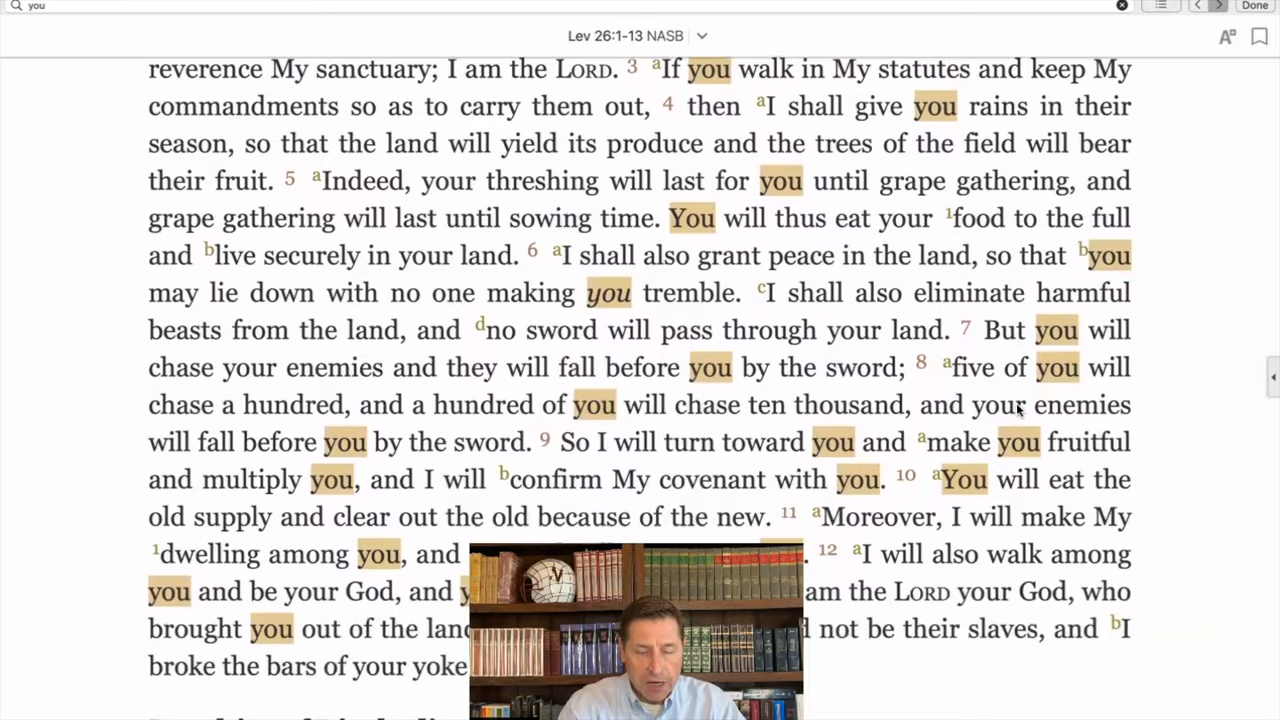 you
Done
Lev 26:1-13 NASB
A
reverence My sanctuary; I am the LORD. 3 aIf you walk in My statutes and keep My
commandments so as to carry them out, 4 then aI shall give you rains in their
season, so that the land will yield its produce and the trees of the field will bear
their fruit. 5 aIndeed, your threshing will last for you until grape gathering, and
grape gathering will last until sowing time. You will thus eat your 1food to the full
and blive securely in your land. 6 aI shall also grant peace in the land, so that byou
may lie down with no one making you tremble. cI shall also eliminate harmful
beasts from the land, and dno sword will pass through your land. 7 But you will
chase your enemies and they will fall before you by the sword; 8 afive of you will
chase a hundred, and a hundred of you will chase ten thousand, and your enemies
will fall before you by the sword. 9 So I will turn toward you and amake you fruitful
and multiply you, and I will bconfirm My covenant with you. 10 aYou will eat the
old supply and clear out the old because of the new. 11 aMoreover, I will make My
1dwelling among you, and . 12 aI will also walk among
you and be your God, and am the LORD your God, who
brought you out of the land not be their slaves, and bI
broke the bars of your yoke